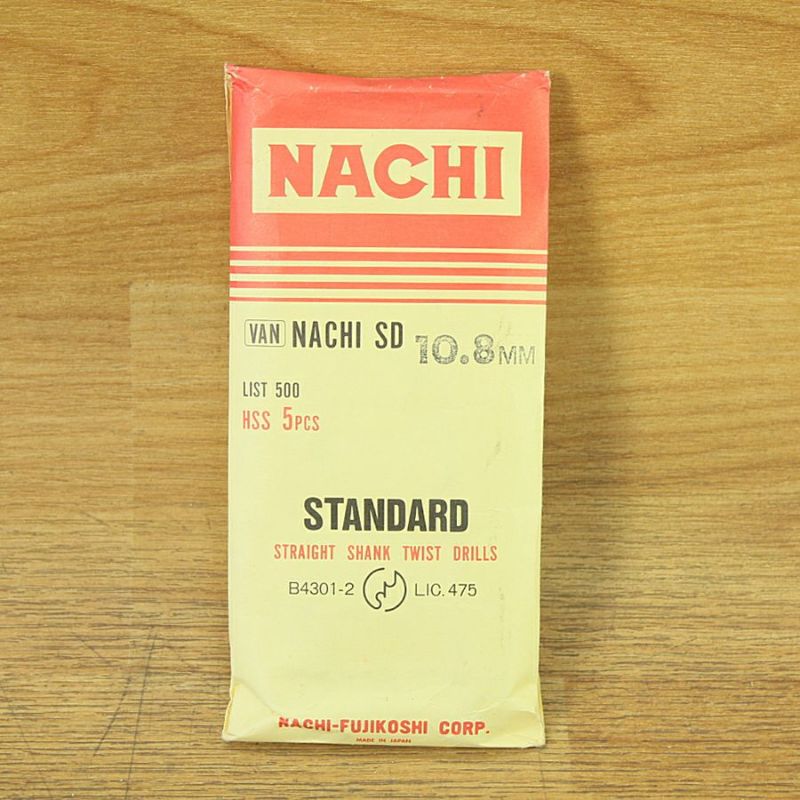 NACHI
VAN NACHI SD 10.8MM
LIST 500
HSS 5PCS
STANDARD
STRAIGHT SHANK TWIST DRILLS
B4301-2 LIC. 475
NACHI-FUJIKOSHI CORP.
MADE IN JAPAN